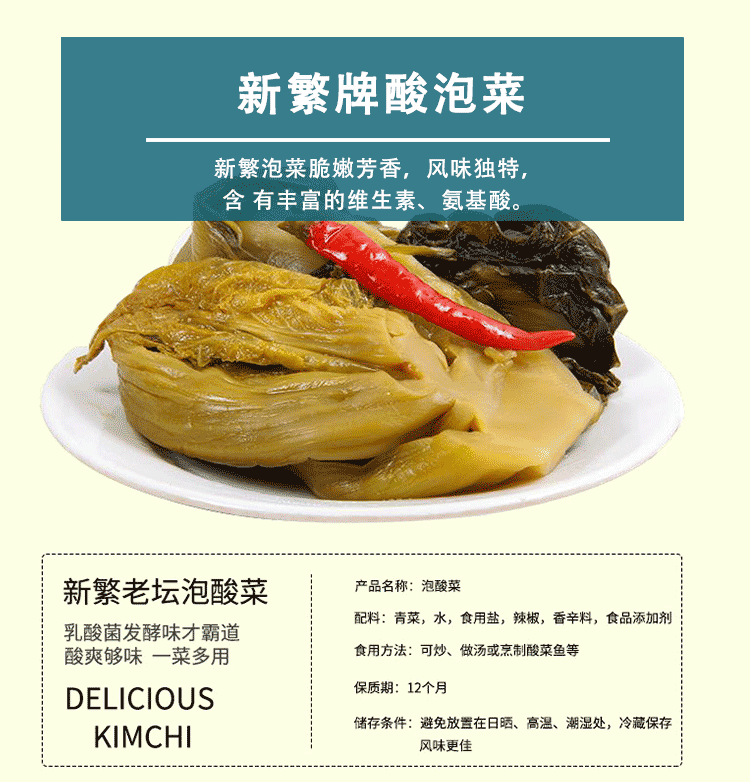 新繁牌酸泡菜
新繁泡菜脆嫩芳香，风味独特，
含 有丰富的维生素、氨基酸。
新繁老坛泡酸菜
乳酸菌发酵味才霸道
酸爽够味 一菜多用
DELICIOUS
KIMCHI
产品名称：泡酸菜
配料：青菜，水，食用盐，辣椒，香辛料，食品添加剂
食用方法：可炒、做汤或烹制酸菜鱼等
保质期：12个月
储存条件：避免放置在日晒、高温、潮湿处，冷藏保存
风味更佳